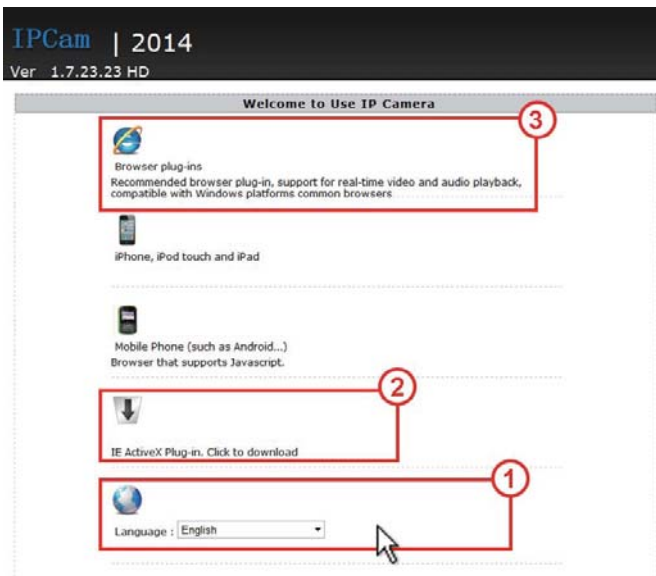 IPCam | 2014
Ver 1.7.23.23 HD
Welcome to Use IP Camera
3
Browser plug-ins
Recommended browser plug-in, support for real-time video and audio playback,
compatible with Windows platforms common browsers
iPhone, iPod touch and iPad
Mobile Phone (such as Android...)
Browser that supports Javascript.
2
IE ActiveX Plug-in. Click to download
1
Language : English